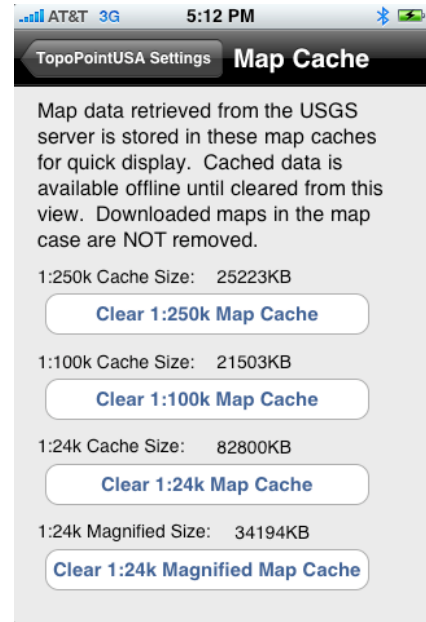 AT&T 3G 5:12 PM
TopoPointUSA Settings Map Cache
Map data retrieved from the USGS
server is stored in these map caches
for quick display. Cached data is
available offline until cleared from this
view. Downloaded maps in the map
case are NOT removed.
1:250k Cache Size: 25223KB
Clear 1:250k Map Cache
1:100k Cache Size: 21503KB
Clear 1:100k Map Cache
1:24k Cache Size: 82800KB
Clear 1:24k Map Cache
1:24k Magnified Size: 34194KB
Clear 1:24k Magnified Map Cache